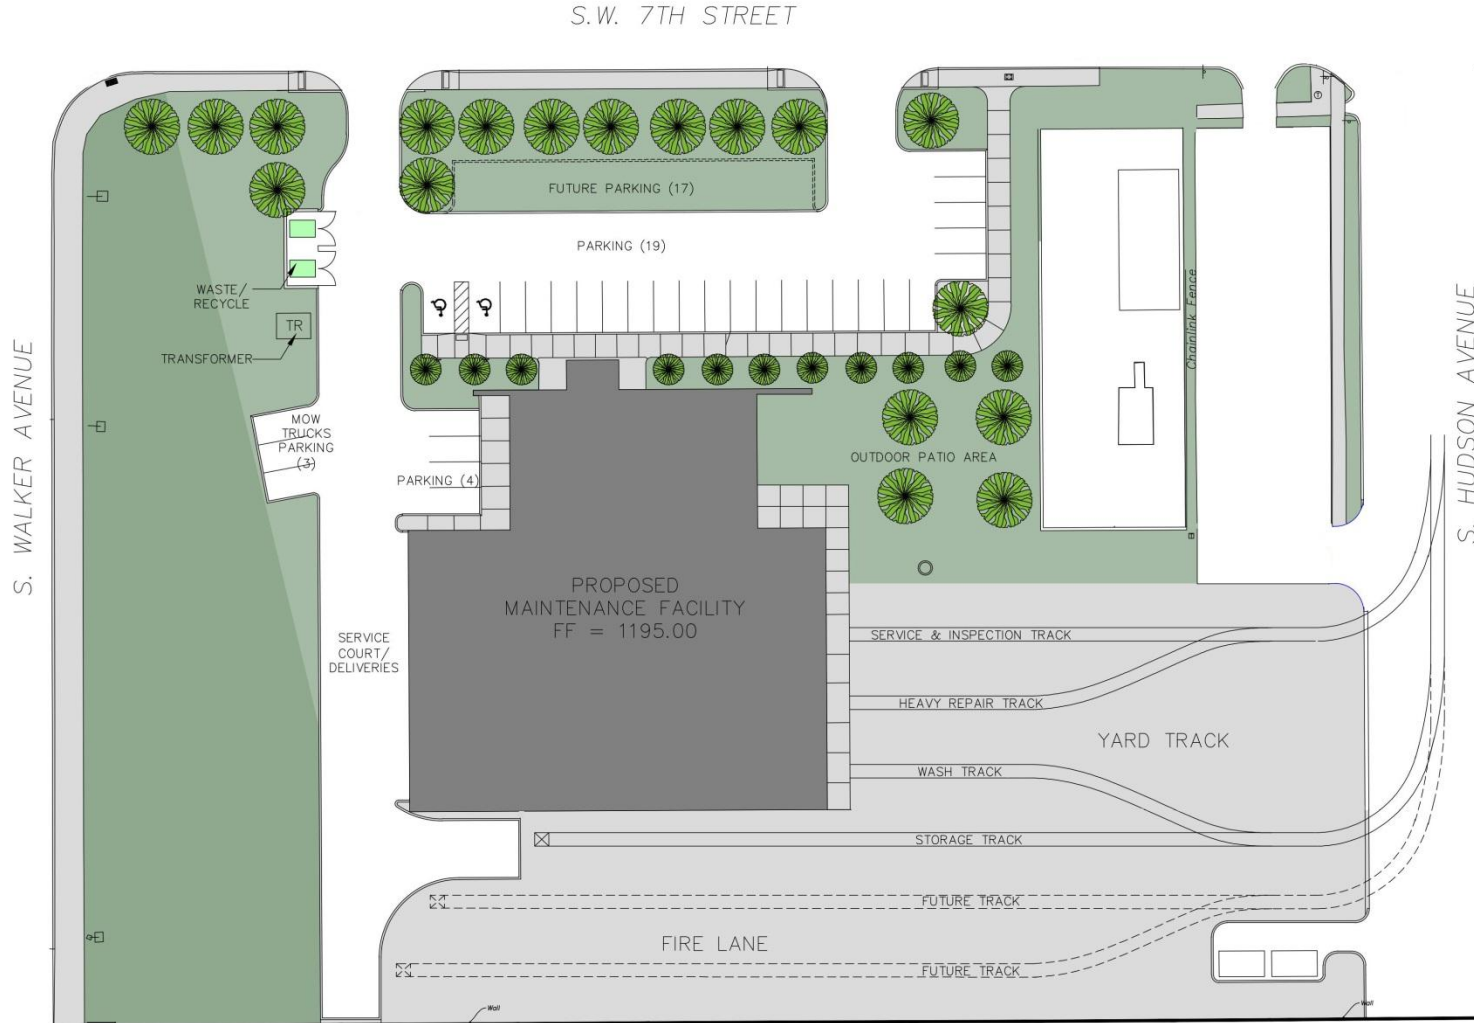 S.W. 7TH STREET
FUTURE PARKING (17)
PARKING (19)
WASTE/
RECYCLE
TR
TRANSFORMER
Chainlink Fence
S. WALKER AVENUE
S. HUDSON AVENUE
MOW
TRUCKS
PARKING
(3)
PARKING (4)
OUTDOOR PATIO AREA
PROPOSED
MAINTENANCE FACILITY
FF = 1195.00
SERVICE
COURT/
DELIVERIES
SERVICE & INSPECTION TRACK
HEAVY REPAIR TRACK
YARD TRACK
WASH TRACK
STORAGE TRACK
FUTURE TRACK
FIRE LANE
FUTURE TRACK
Wall
Wall